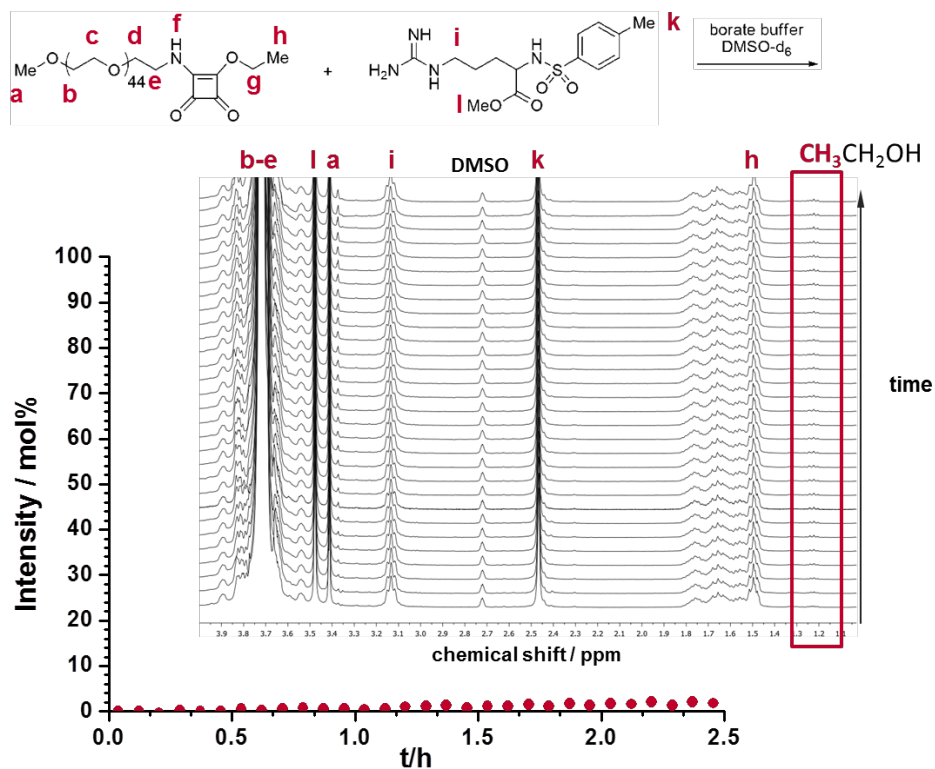 f
H
N
c
d
h
O
Me
Me
O
O
O
44
a
b
e
g
O
O
+
NH
H2N
N
H
i
H
N
S
O
O
Me
k
l
MeO
O
borate buffer
DMSO-d6
b-e
l
a
i
DMSO
k
h
CH3CH2OH
time
3.9 3.8 3.7 3.6 3.5 3.4 3.3 3.2 3.1 3.0 2.9 2.8 2.7 2.6 2.5 2.4 2.3 2.2 2.1 2.0 1.9 1.8 1.7 1.6 1.5 1.4 1.3 1.2 1.1
chemical shift / ppm
Intensity / mol%
100
90
80
70
60
50
40
30
20
10
0
0.0 0.5 1.0 1.5 2.0 2.5
t/h